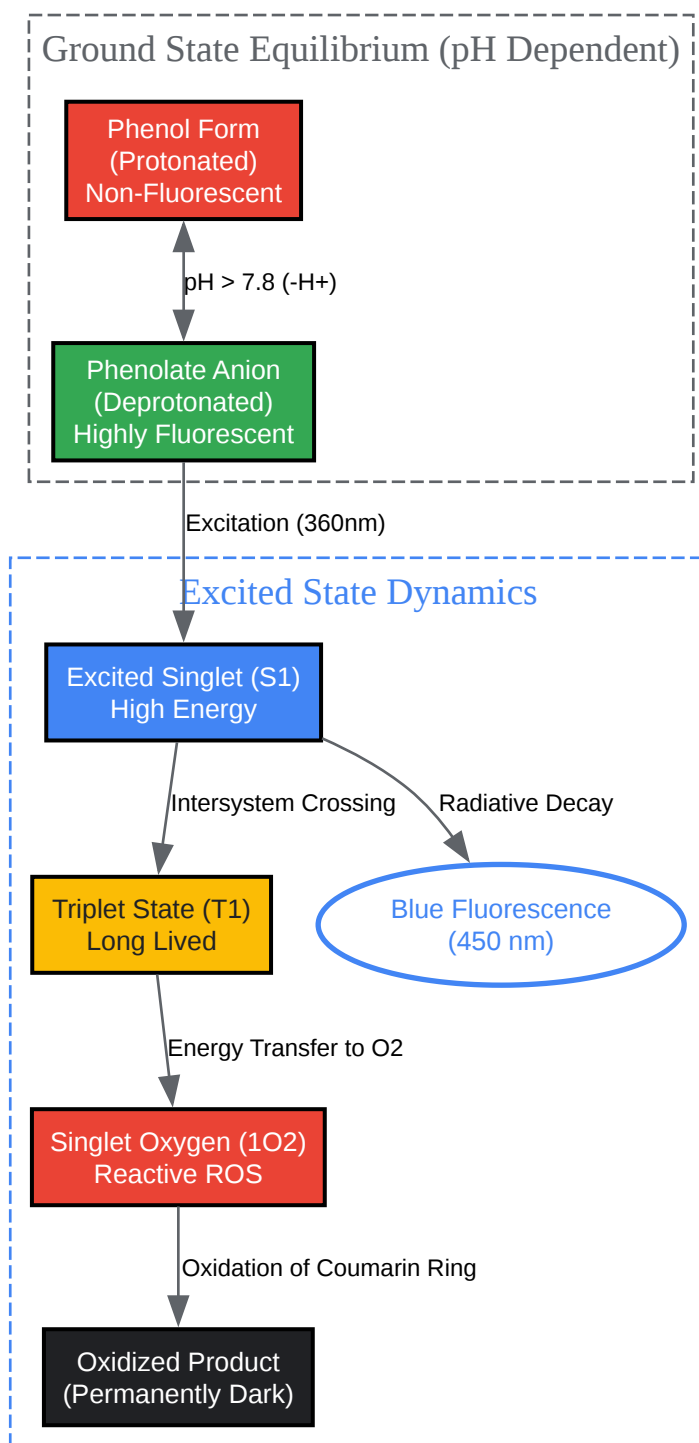 Ground State Equilibrium (pH Dependent)
Phenol Form
(Protonated)
Non-Fluorescent
pH > 7.8 (-H+)
Phenolate Anion
(Deprotonated)
Highly Fluorescent
Excitation (360nm)
Excited State Dynamics
Excited Singlet (S1)
High Energy
Intersystem Crossing
Radiative Decay
Triplet State (T1)
Long Lived
Blue Fluorescence
(450 nm)
Energy Transfer to O2
Singlet Oxygen (1O2)
Reactive ROS
Oxidation of Coumarin Ring
Oxidized Product
(Permanently Dark)